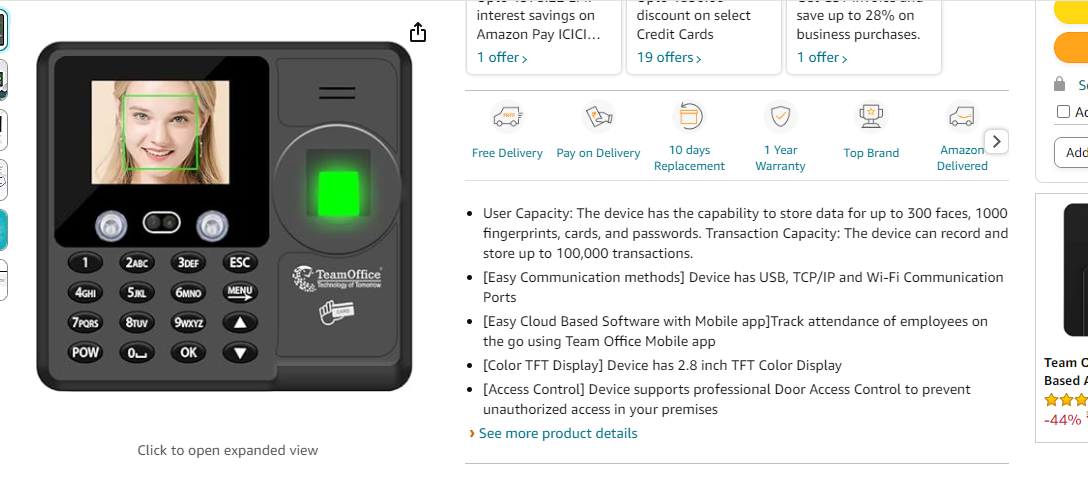 interest savings on
Amazon Pay ICICI...
1 offer ›
discount on select
Credit Cards
19 offers ›
save up to 28% on
business purchases.
1 offer ›
Free Delivery
Pay on Delivery
10 days
Replacement
1 Year
Warranty
Top Brand
Amazon
Delivered
1
2ABC
3DEF
ESC
4GHI
5JKL
6MNO
MENU
7PQRS
8TUV
9WXYZ
POW
0
OK
TeamOffice
Technology of Tomorrow
CARD
Click to open expanded view
• User Capacity: The device has the capability to store data for up to 300 faces, 1000
fingerprints, cards, and passwords. Transaction Capacity: The device can record and
store up to 100,000 transactions.
• [Easy Communication methods] Device has USB, TCP/IP and Wi-Fi Communication
Ports
• [Easy Cloud Based Software with Mobile app]Track attendance of employees on
the go using Team Office Mobile app
• [Color TFT Display] Device has 2.8 inch TFT Color Display
• [Access Control] Device supports professional Door Access Control to prevent
unauthorized access in your premises
› See more product details
Add
Team O
Based A
-44%